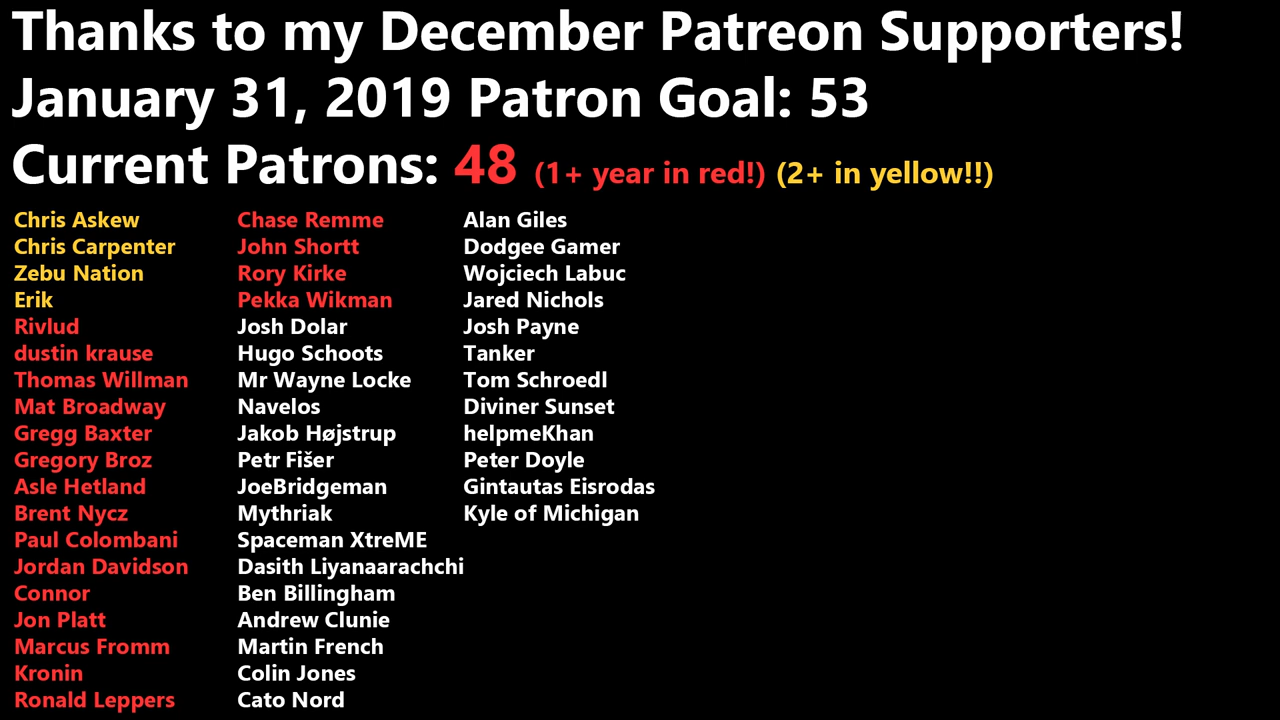 Thanks to my December Patreon Supporters!
January 31, 2019 Patron Goal: 53
Current Patrons: 48 (1+ year in red!) (2+ in yellow!!)
Chris Askew
Chris Carpenter
Zebu Nation
Erik
Rivlud
dustin krause
Thomas Willman
Mat Broadway
Gregg Baxter
Gregory Broz
Asle Hetland
Brent Nycz
Paul Colombani
Jordan Davidson
Connor
Jon Platt
Marcus Fromm
Kronin
Ronald Leppers
Chase Remme
John Shortt
Rory Kirke
Pekka Wikman
Josh Dolar
Hugo Schoots
Mr Wayne Locke
Navelos
Jakob Højstrup
Petr Fišer
JoeBridgeman
Mythriak
Spaceman XtreME
Dasith Liyanaarachchi
Ben Billingham
Andrew Clunie
Martin French
Colin Jones
Cato Nord
Alan Giles
Dodgee Gamer
Wojciech Labuc
Jared Nichols
Josh Payne
Tanker
Tom Schroedl
Diviner Sunset
helpmeKhan
Peter Doyle
Gintautas Eisrodas
Kyle of Michigan